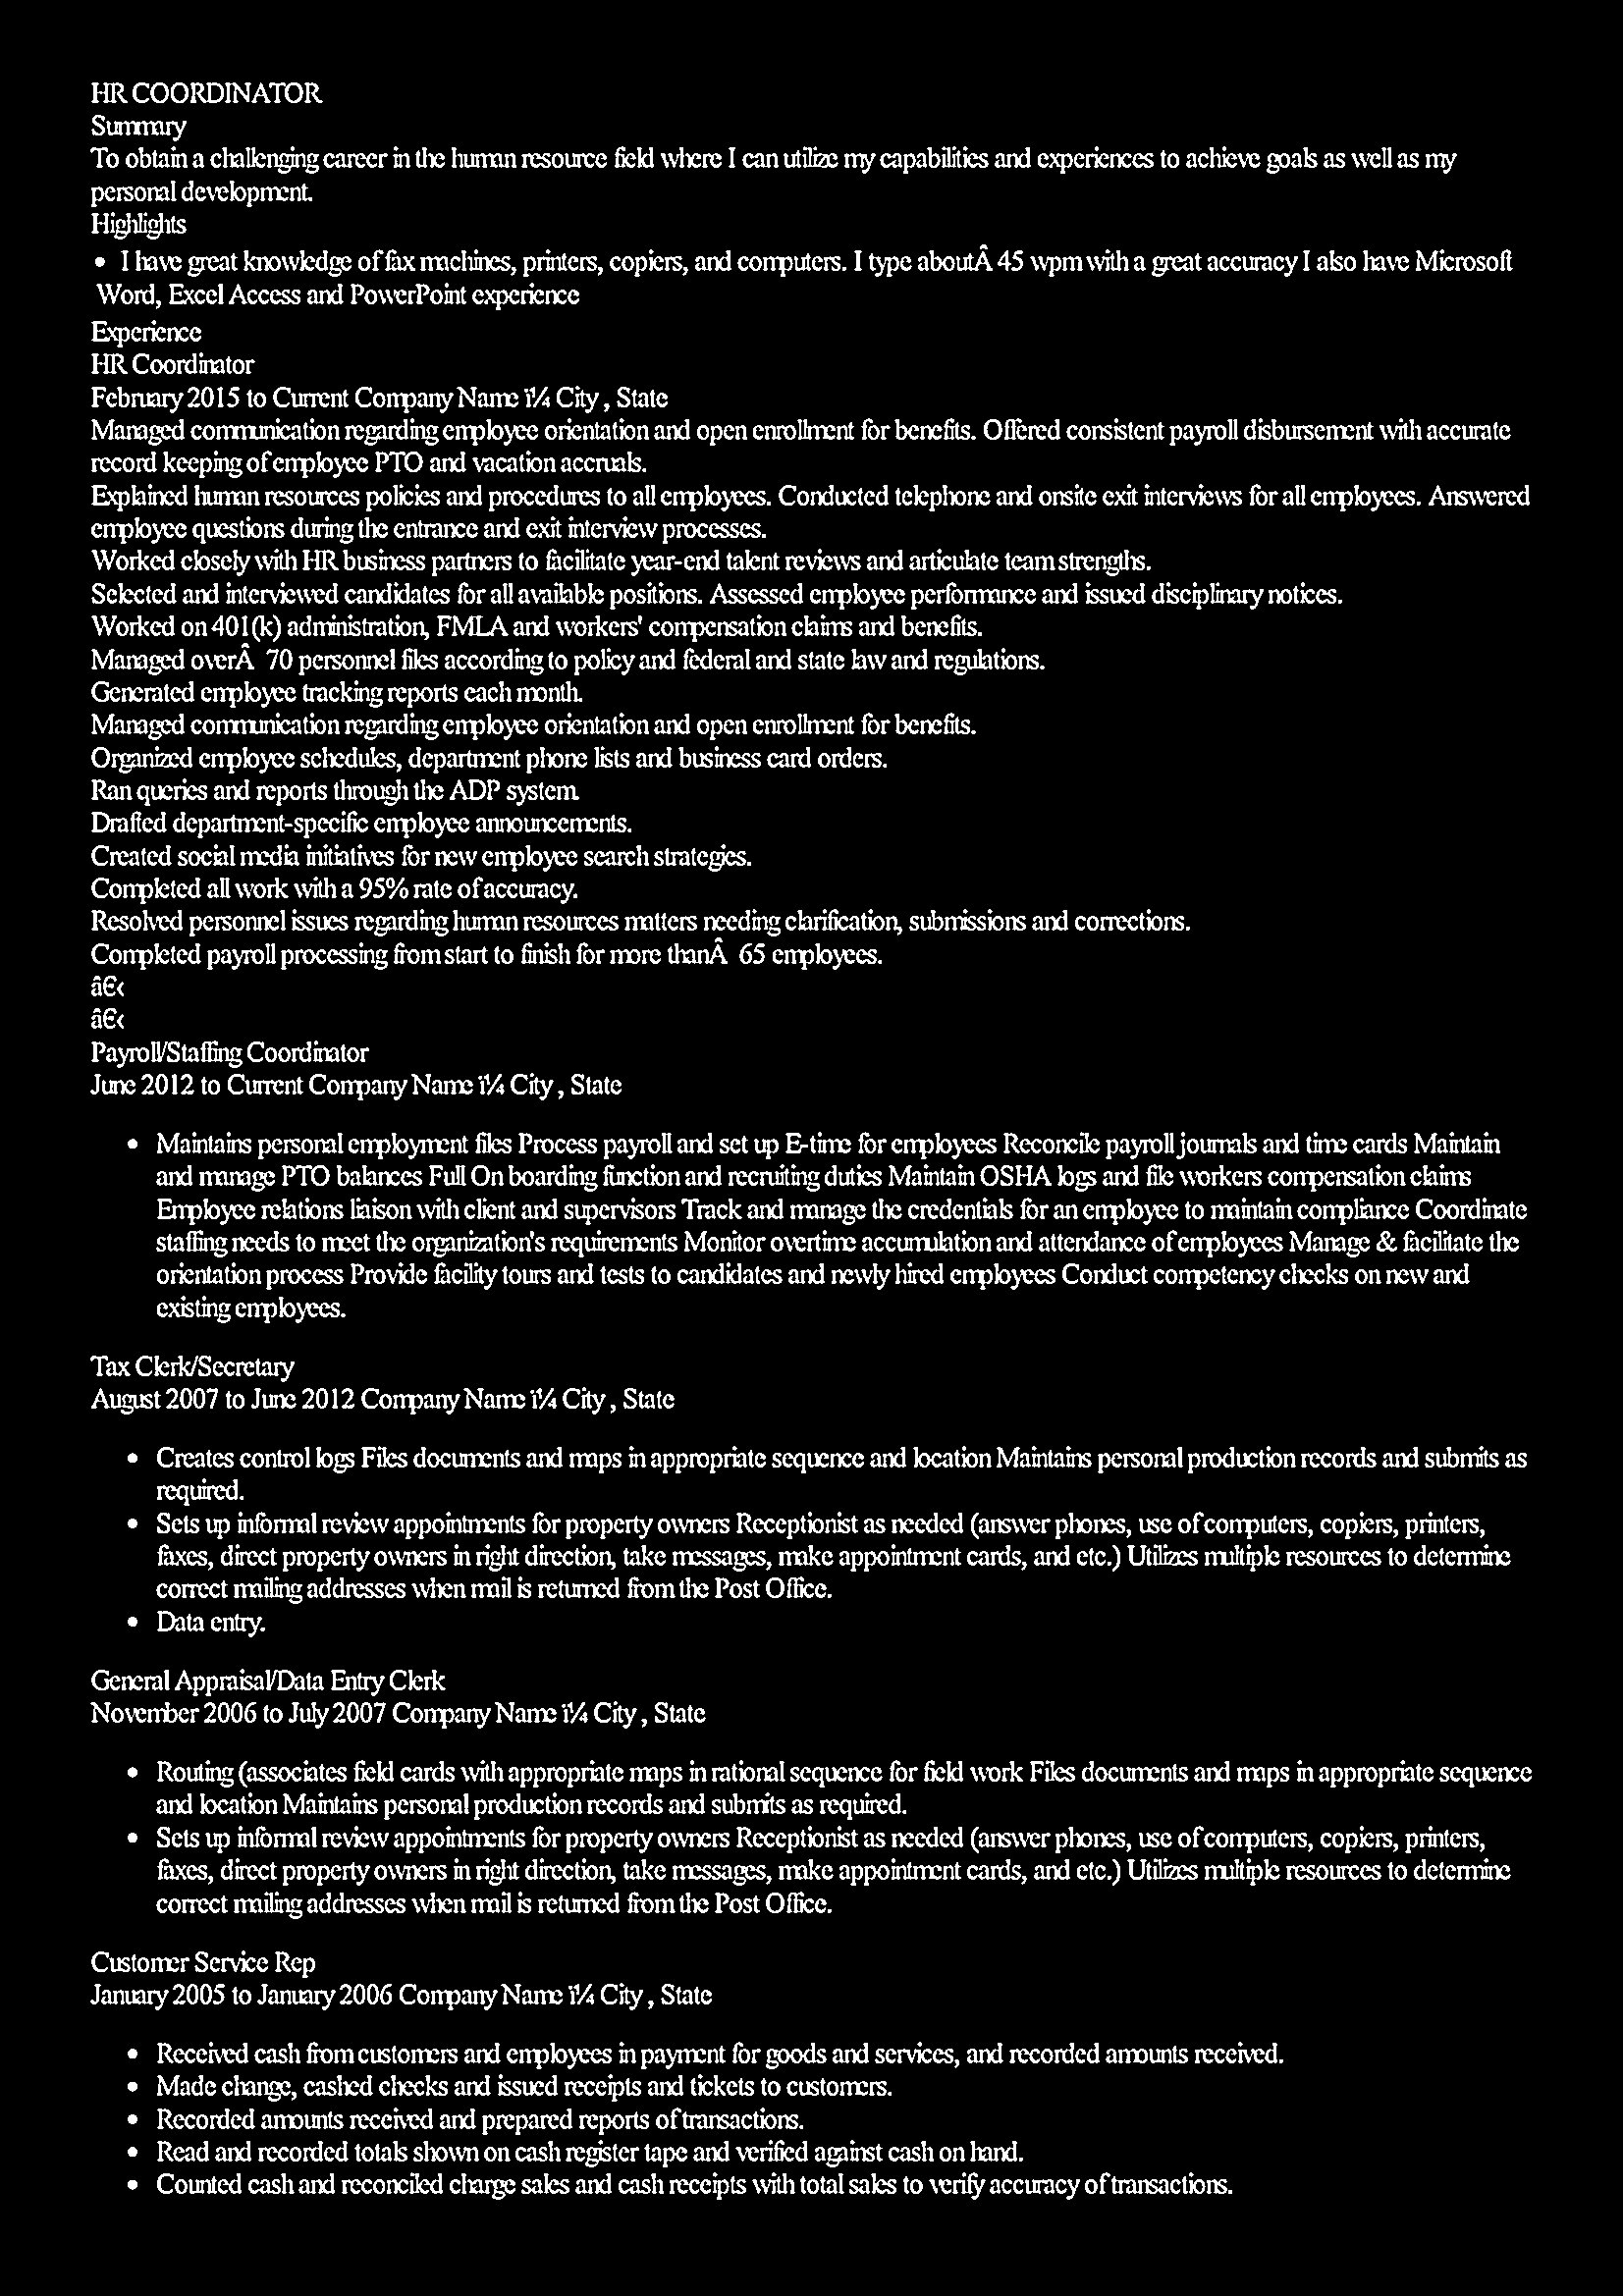 HR COORDINATOR
Summary
To obtain a challenging career in the human resource field where I can utilize my capabilities and experiences to achieve goals as well as my
personal development.
Highlights
• I have great knowledge of fax machines, printers, copiers, and computers. I type aboutÂ 45 wpm with a great accuracy I also have Microsoft
Word, Excel Access and PowerPoint experience
Experience
HR Coordinator
February 2015 to Current Company Name ï¼ City , State
Managed communication regarding employee orientation and open enrollment for benefits. Offered consistent payroll disbursement with accurate
record keeping of employee PTO and vacation accruals.
Explained human resources policies and procedures to all employees. Conducted telephone and onsite exit interviews for all employees. Answered
employee questions during the entrance and exit interview processes.
Worked closely with HR business partners to facilitate year-end talent reviews and articulate team strengths.
Selected and interviewed candidates for all available positions. Assessed employee performance and issued disciplinary notices.
Worked on 401(k) administration, FMLA and workers' compensation claims and benefits.
Managed overÂ  70 personnel files according to policy and federal and state law and regulations.
Generated employee tracking reports each month.
Managed communication regarding employee orientation and open enrollment for benefits.
Organized employee schedules, department phone lists and business card orders.
Ran queries and reports through the ADP system.
Drafted department-specific employee announcements.
Created social media initiatives for new employee search strategies.
Completed all work with a 95% rate of accuracy.
Resolved personnel issues regarding human resources matters needing clarification, submissions and corrections.
Completed payroll processing from start to finish for more thanÂ  65 employees.
â€‹
â€‹
Payroll/Staffing Coordinator
June 2012 to Current Company Name ï¼ City , State
• Maintains personal employment files Process payroll and set up E-time for employees Reconcile payroll journals and time cards Maintain
and manage PTO balances Full On boarding function and recruiting duties Maintain OSHA logs and file workers compensation claims
Employee relations liaison with client and supervisors Track and manage the credentials for an employee to maintain compliance Coordinate
staffing needs to meet the organization's requirements Monitor overtime accumulation and attendance of employees Manage & facilitate the
orientation process Provide facility tours and tests to candidates and newly hired employees Conduct competency checks on new and
existing employees.
Tax Clerk/Secretary
August 2007 to June 2012 Company Name ï¼ City , State
• Creates control logs Files documents and maps in appropriate sequence and location Maintains personal production records and submits as
required.
• Sets up informal review appointments for property owners Receptionist as needed (answer phones, use of computers, copiers, printers,
faxes, direct property owners in right direction, take messages, make appointment cards, and etc.) Utilizes multiple resources to determine
correct mailing addresses when mail is returned from the Post Office.
• Data entry.
General Appraisal/Data Entry Clerk
November 2006 to July 2007 Company Name ï¼ City , State
• Routing (associates field cards with appropriate maps in rational sequence for field work Files documents and maps in appropriate sequence
and location Maintains personal production records and submits as required.
• Sets up informal review appointments for property owners Receptionist as needed (answer phones, use of computers, copiers, printers,
faxes, direct property owners in right direction, take messages, make appointment cards, and etc.) Utilizes multiple resources to determine
correct mailing addresses when mail is returned from the Post Office.
Customer Service Rep
January 2005 to January 2006 Company Name ï¼ City , State
• Received cash from customers and employees in payment for goods and services, and recorded amounts received.
• Made change, cashed checks and issued receipts and tickets to customers.
• Recorded amounts received and prepared reports of transactions.
• Read and recorded totals shown on cash register tape and verified against cash on hand.
• Counted cash and reconciled charge sales and cash receipts with total sales to verify accuracy of transactions.